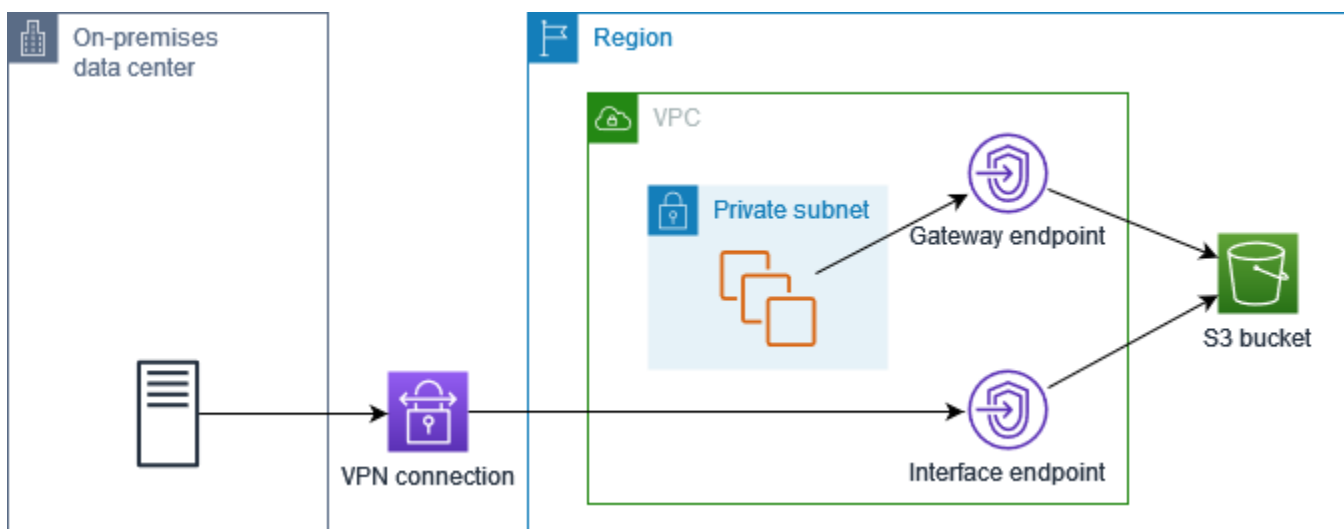 On-premises
data center
Region
VPC
Private subnet
Gateway endpoint
S3 bucket
VPN connection
Interface endpoint